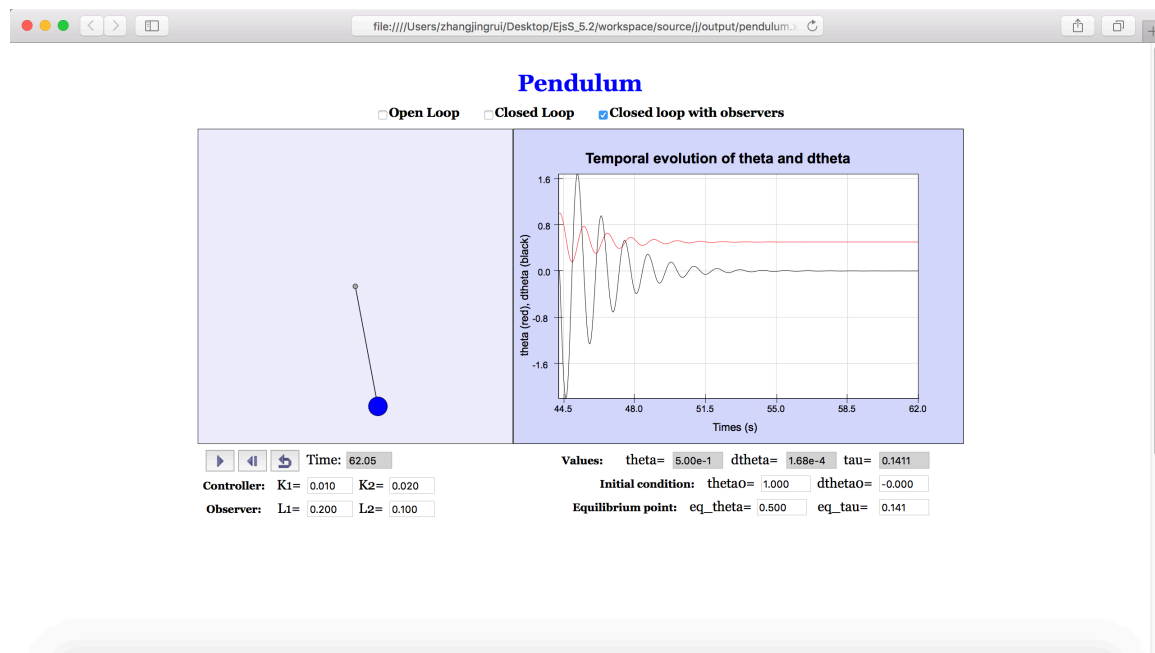 file:////Users/zhangjingrui/Desktop/EjsS_5.2/workspace/source/j/output/pendulum.x
Pendulum
Open Loop Closed Loop Closed loop with observers
Temporal evolution of theta and dtheta
theta (red), dtheta (black)
1.6
0.8
0.0
-0.8
-1.6
44.5 48.0 51.5 55.0 58.5 62.0
Times (s)
Time: 62.05 Values: theta= 5.00e-1 dtheta= 1.68e-4 tau= 0.1411
Controller: K1= 0.010 K2= 0.020 Initial condition: theta0= 1.000 dtheta0= -0.000
Observer: L1= 0.200 L2= 0.100 Equilibrium point: eq_theta= 0.500 eq_tau= 0.141